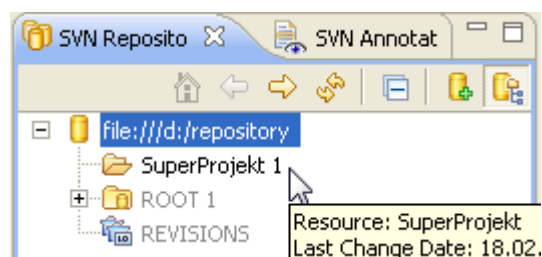 SVN Reposito
SVN Annotat
file:///d:/repository
SuperProjekt 1
ROOT 1
REVISIONS
Resource: SuperProjekt
Last Change Date: 18.02.